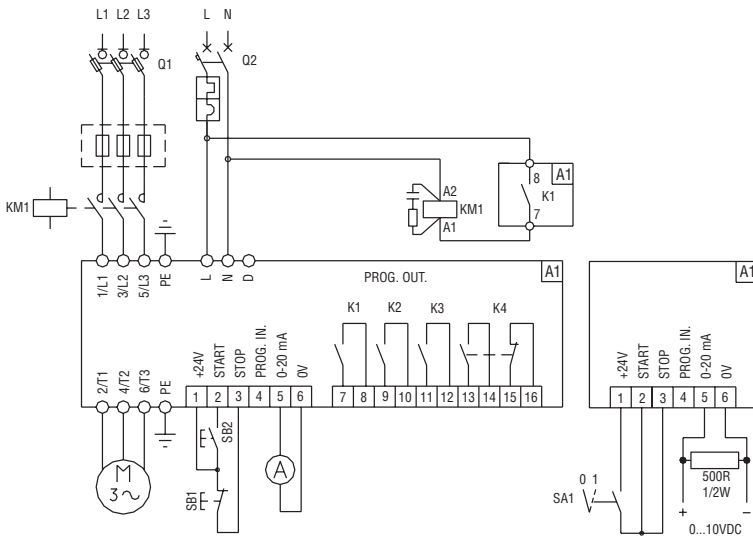 L1 L2 L3
L N
Q1
Q2
8
A1
K1
7
KM1
A2
KM1
A1
1/L1 3/L2 5/L3 PE L N D
PROG. OUT.
A1
A1
K1 K2 K3 K4
+24V START STOP PROG. IN. 0-20 mA 0V
+24V START STOP PROG. IN. 0-20 mA 0V
2/T1 4/T2 6/T3 PE
1 2 3 4 5 6
7 8 9 10 11 12 13 14 15 16
1 2 3 4 5 6
SB2
M
3~
SB1
A
0 1
SA1
500R
1/2W
+ −
0...10VDC